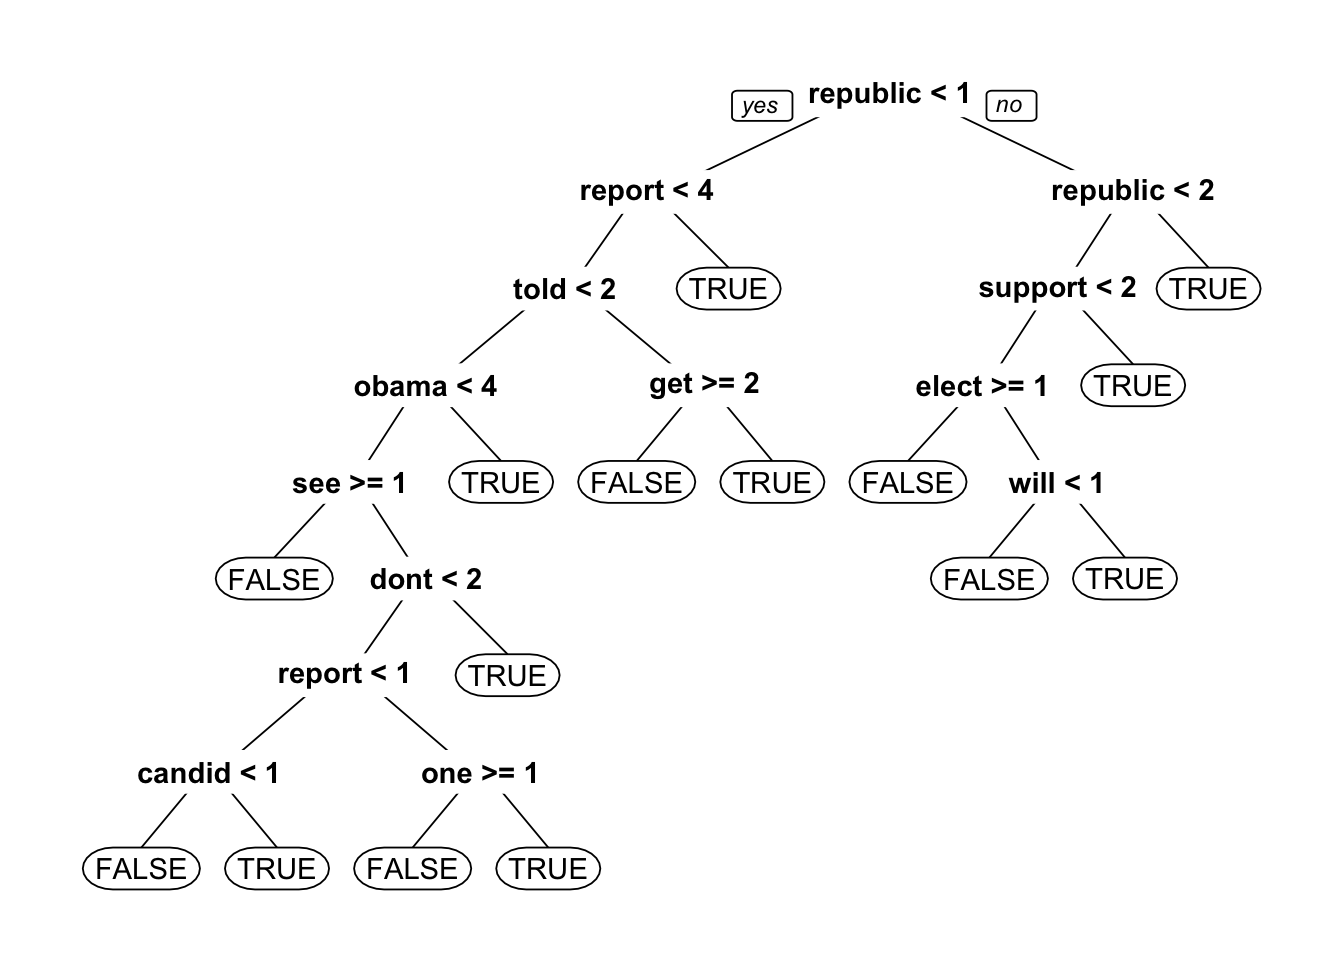 yes republic < 1 no
report < 4 republic < 2
told < 2 TRUE support < 2 TRUE
obama < 4 get >= 2 elect >= 1 TRUE
see >= 1 TRUE FALSE TRUE FALSE will < 1
FALSE dont < 2 FALSE TRUE
report < 1 TRUE
candid < 1 one >= 1
FALSE TRUE FALSE TRUE